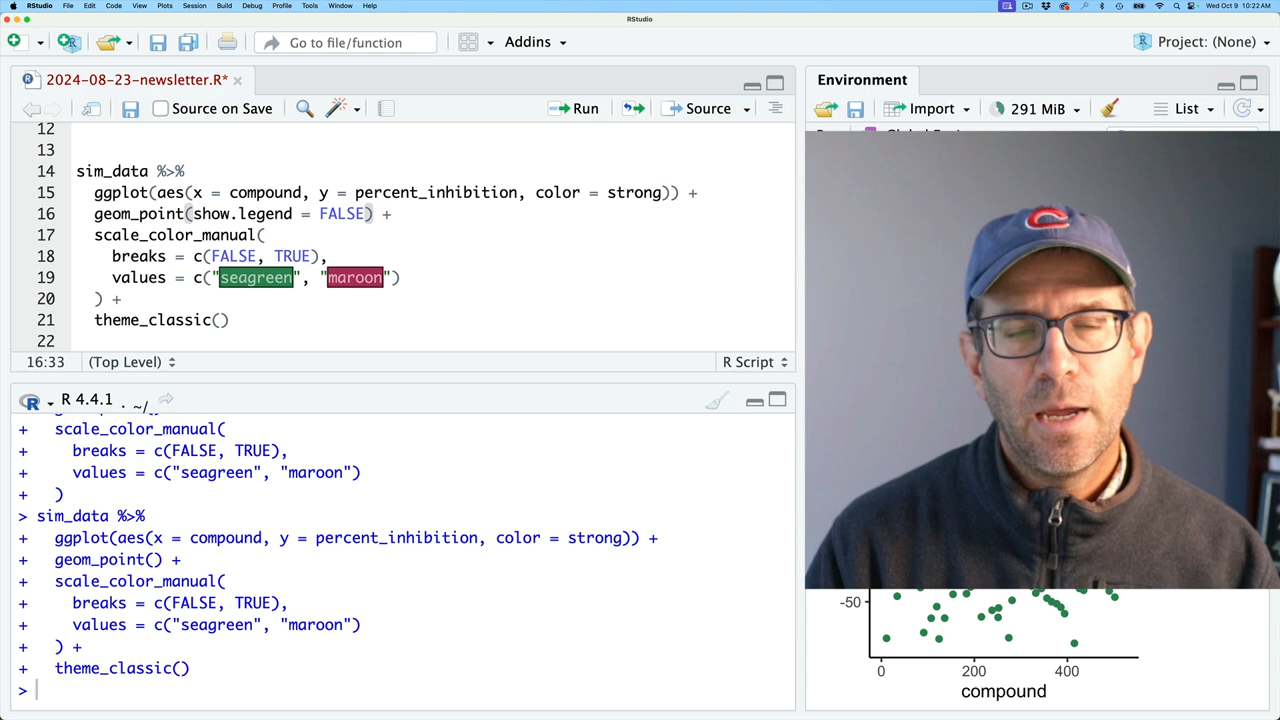 RStudio File Edit Code View Plots Session Build Debug Profile Tools Window Help Wed Oct 9 10:22 AM
RStudio
Go to file/function Addins Project: (None)
2024-08-23-newsletter.R*
Source on Save Run Source
12
13
14 sim_data %>%
15 ggplot(aes(x = compound, y = percent_inhibition, color = strong)) +
16 geom_point(show.legend = FALSE) +
17 scale_color_manual(
18 breaks = c(FALSE, TRUE),
19 values = c("seagreen", "maroon")
20 ) +
21 theme_classic()
22
16:33 (Top Level) R Script
R 4.4.1 . ~/
+ scale_color_manual(
+ breaks = c(FALSE, TRUE),
+ values = c("seagreen", "maroon")
+ )
> sim_data %>%
+ ggplot(aes(x = compound, y = percent_inhibition, color = strong)) +
+ geom_point() +
+ scale_color_manual(
+ breaks = c(FALSE, TRUE),
+ values = c("seagreen", "maroon")
+ ) +
+ theme_classic()
>
Environment
Import 291 MiB List
C
-50
0 200 400
compound